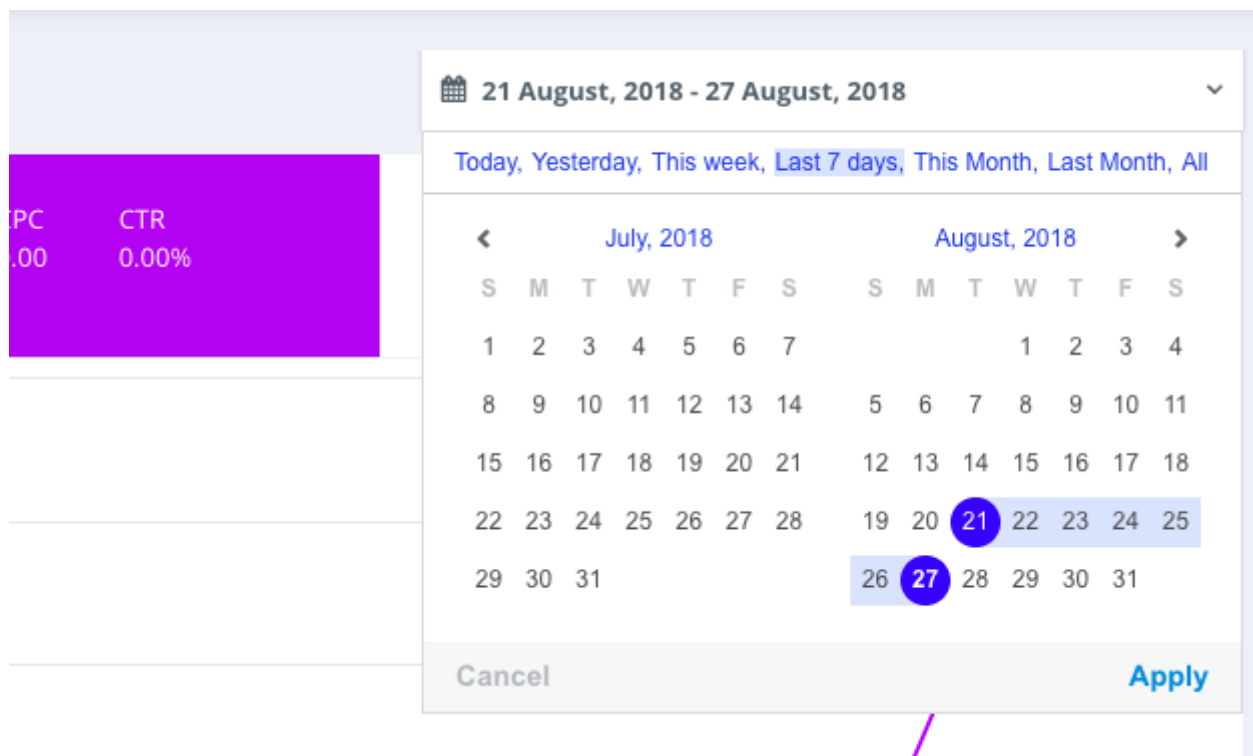 21 August, 2018 - 27 August, 2018
Today, Yesterday, This week, Last 7 days, This Month, Last Month, All
CTR
.00 0.00%
July, 2018 August, 2018
S M T W T F S S M T W T F S
1 2 3 4 5 6 7 1 2 3 4
8 9 10 11 12 13 14 5 6 7 8 9 10 11
15 16 17 18 19 20 21 12 13 14 15 16 17 18
22 23 24 25 26 27 28 19 20 21 22 23 24 25
29 30 31 26 27 28 29 30 31
Cancel Apply